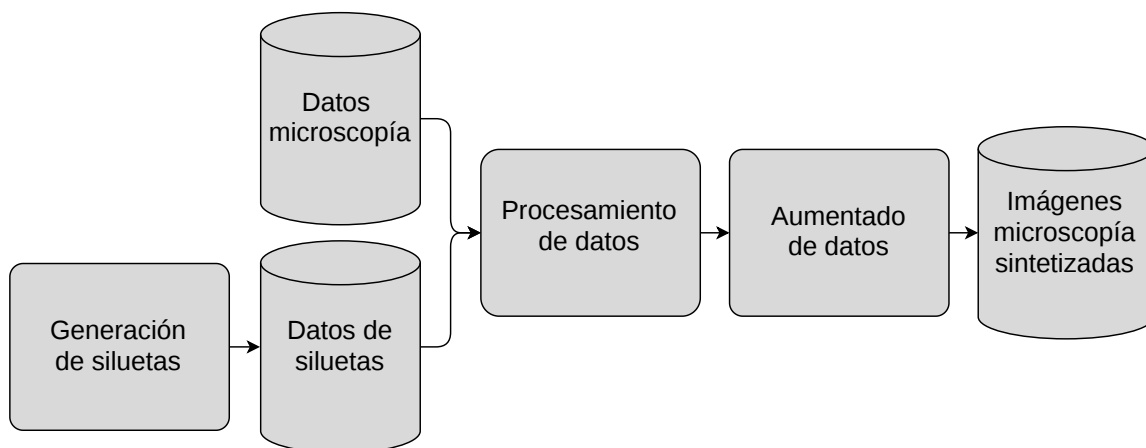 Datos
microscopía
Generación
de siluetas
Datos de
siluetas
Procesamiento
de datos
Aumentado
de datos
Imágenes
microscopía
sintetizadas